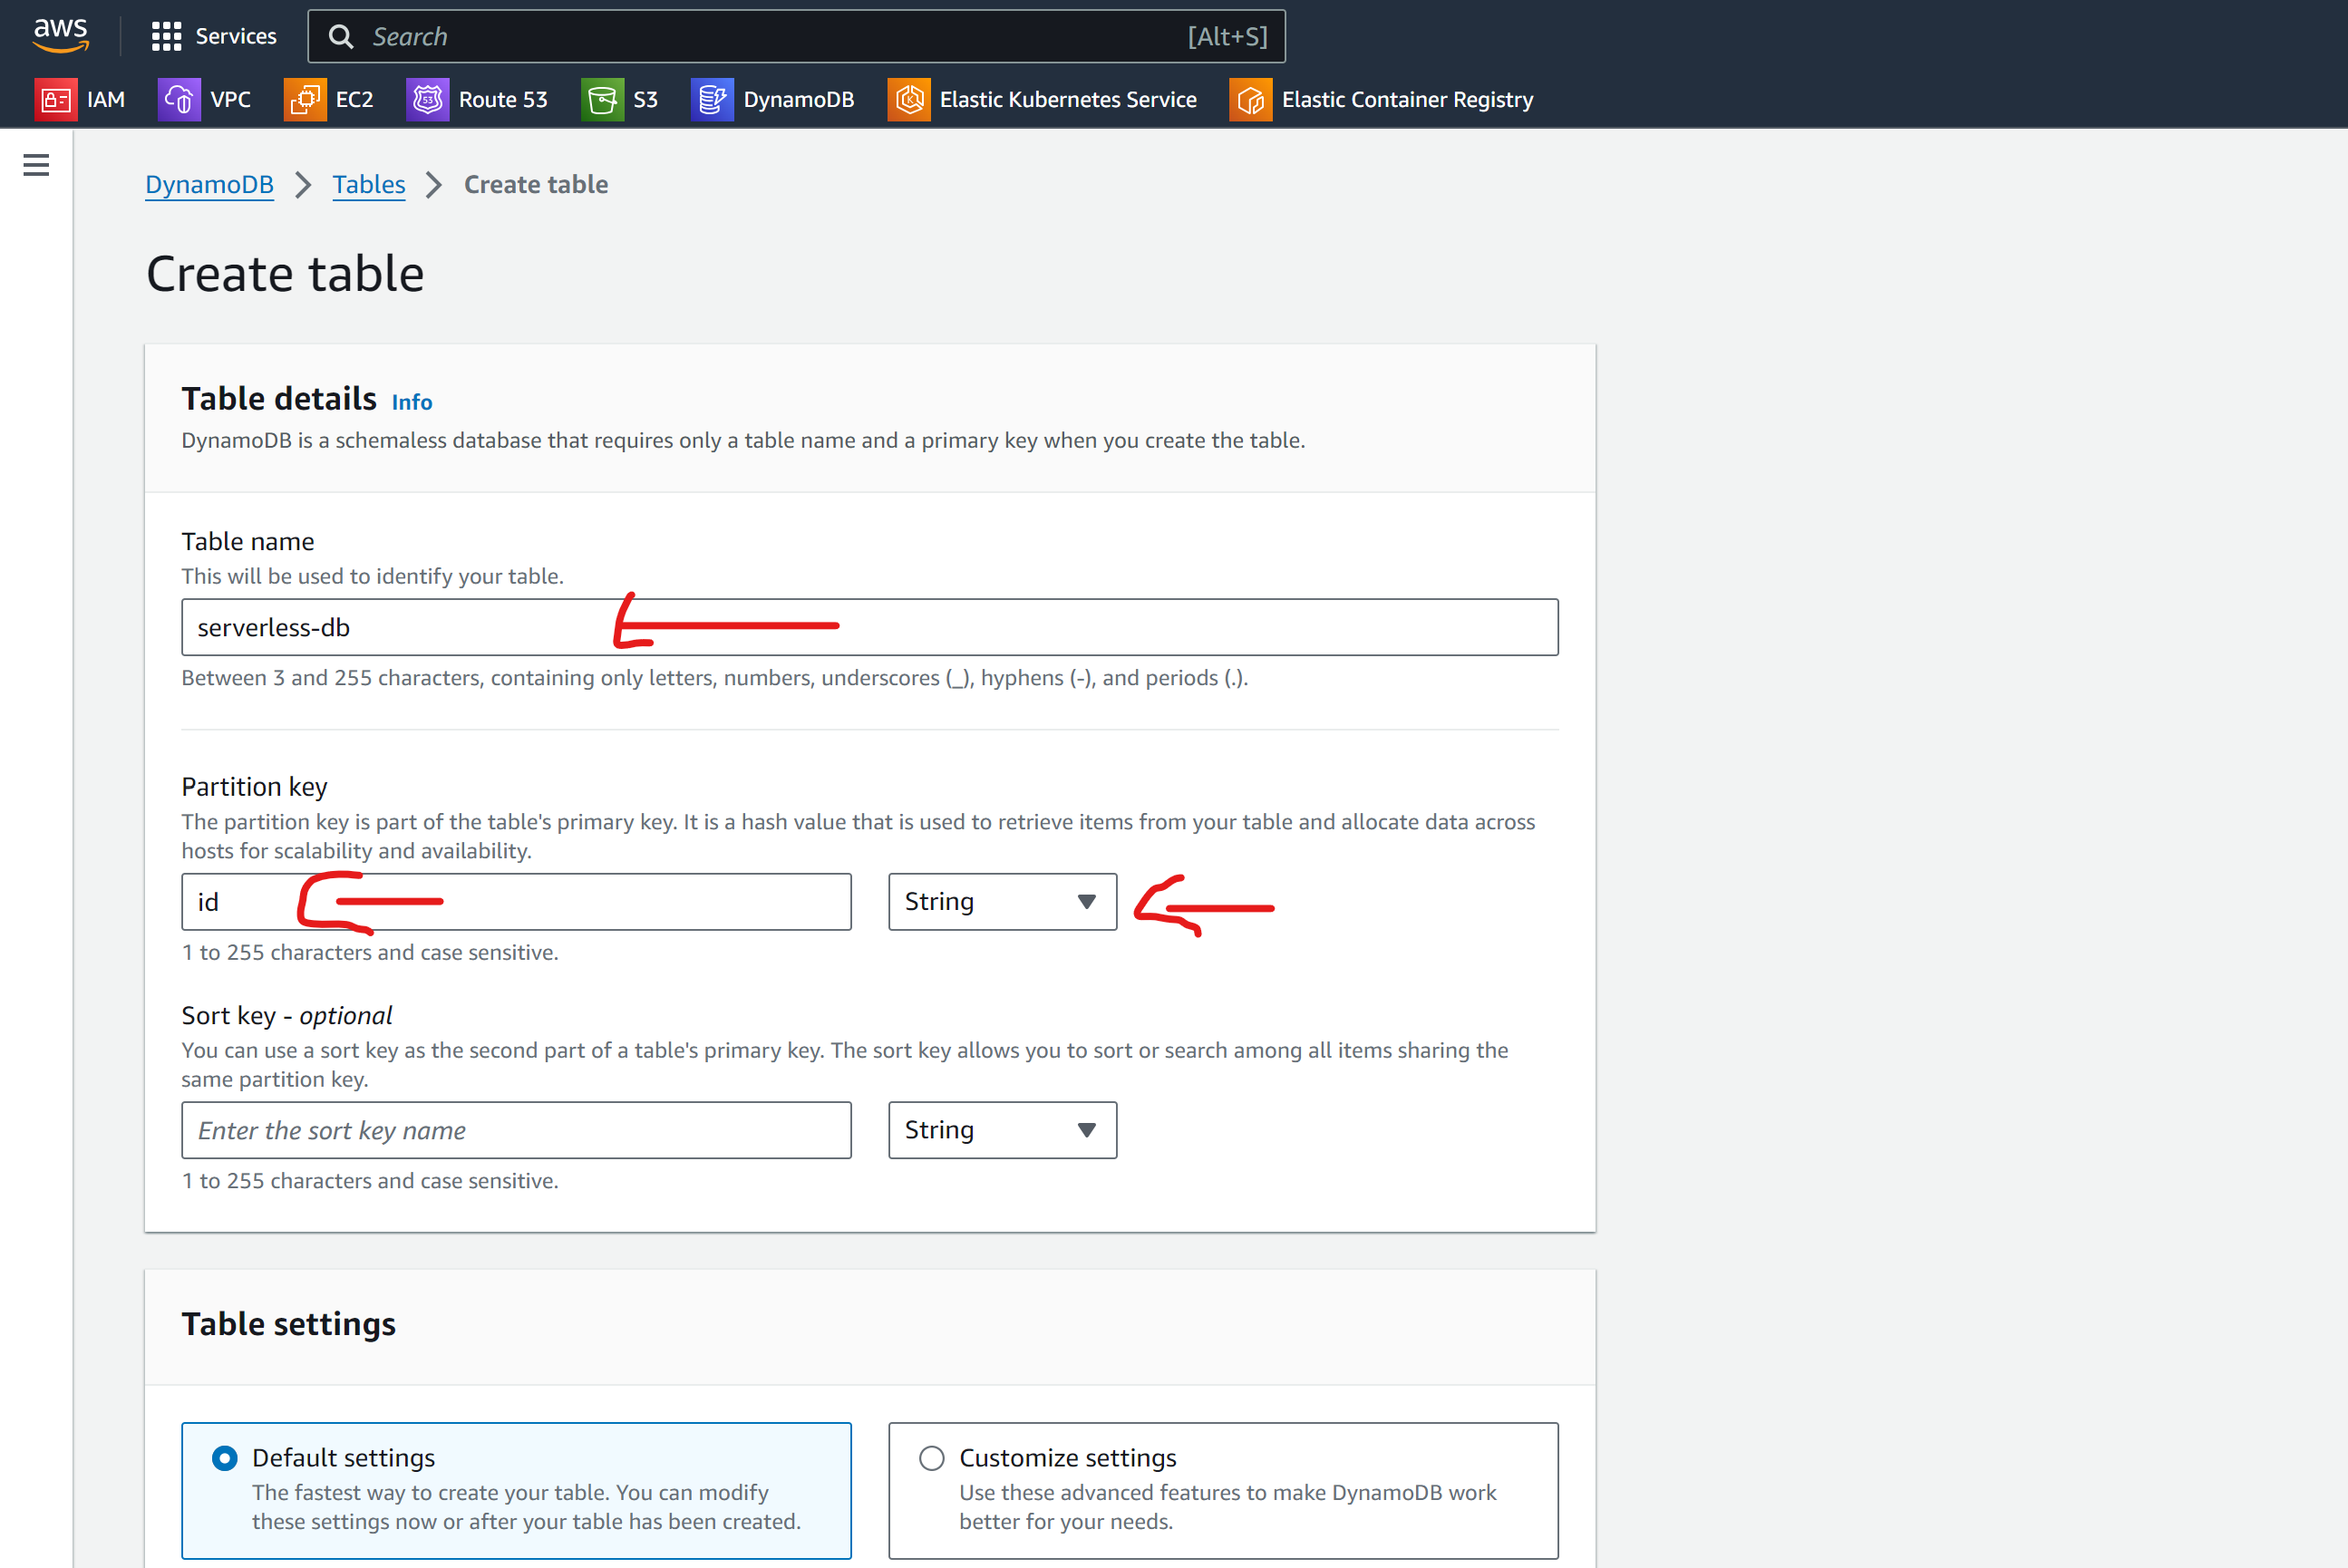 aws Services Search [Alt+S]
IAM VPC EC2 Route 53 S3 DynamoDB Elastic Kubernetes Service Elastic Container Registry
DynamoDB Tables Create table
Create table
Table details Info
DynamoDB is a schemaless database that requires only a table name and a primary key when you create the table.
Table name
This will be used to identify your table.
serverless-db
Between 3 and 255 characters, containing only letters, numbers, underscores (_), hyphens (-), and periods (.).
Partition key
The partition key is part of the table's primary key. It is a hash value that is used to retrieve items from your table and allocate data across
hosts for scalability and availability.
id String
1 to 255 characters and case sensitive.
Sort key - optional
You can use a sort key as the second part of a table's primary key. The sort key allows you to sort or search among all items sharing the
same partition key.
Enter the sort key name String
1 to 255 characters and case sensitive.
Table settings
Default settings
The fastest way to create your table. You can modify
these settings now or after your table has been created.
Customize settings
Use these advanced features to make DynamoDB work
better for your needs.